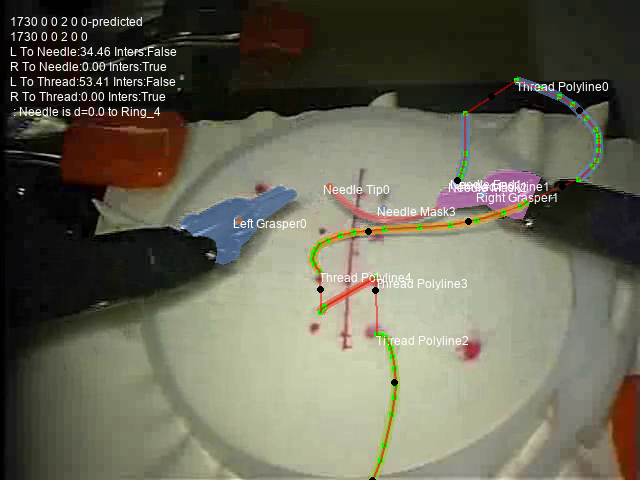 1730 0 0 2 0 0-predicted
1730 0 0 2 0 0
L To Needle:34.46 Inters:False
R To Needle:0.00 Inters:True
L To Thread:53.41 Inters:False
R To Thread:0.00 Inters:True
: Needle is d=0.0 to Ring_4
Thread Polyline0
Needle Tip0
Right Grasper1
Needle Mask3
Left Grasper0
Thread Polyline4
Thread Polyline3
Thread Polyline2